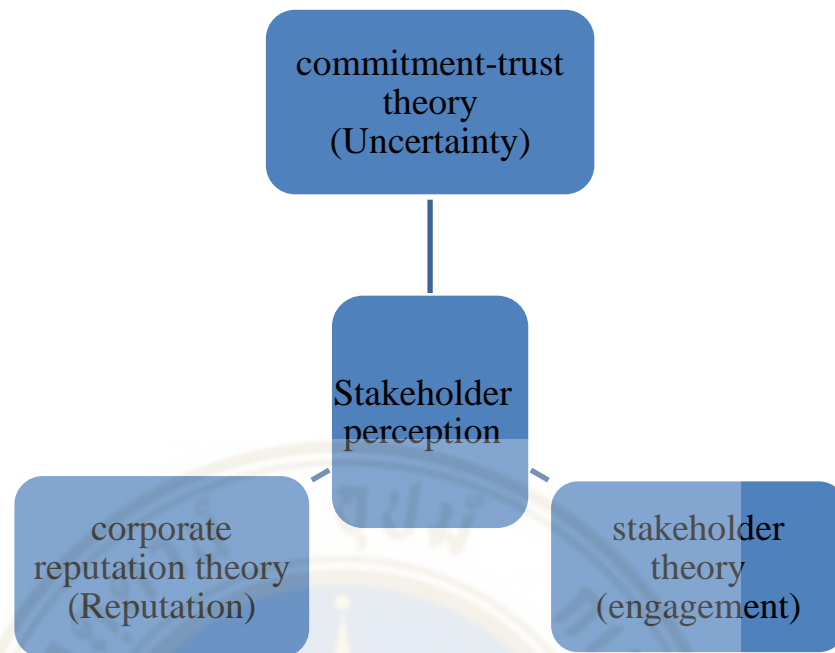 commitment-trust
theory
(Uncertainty)
Stakeholder
perception
corporate
reputation theory
(Reputation)
stakeholder
theory
(engagement)